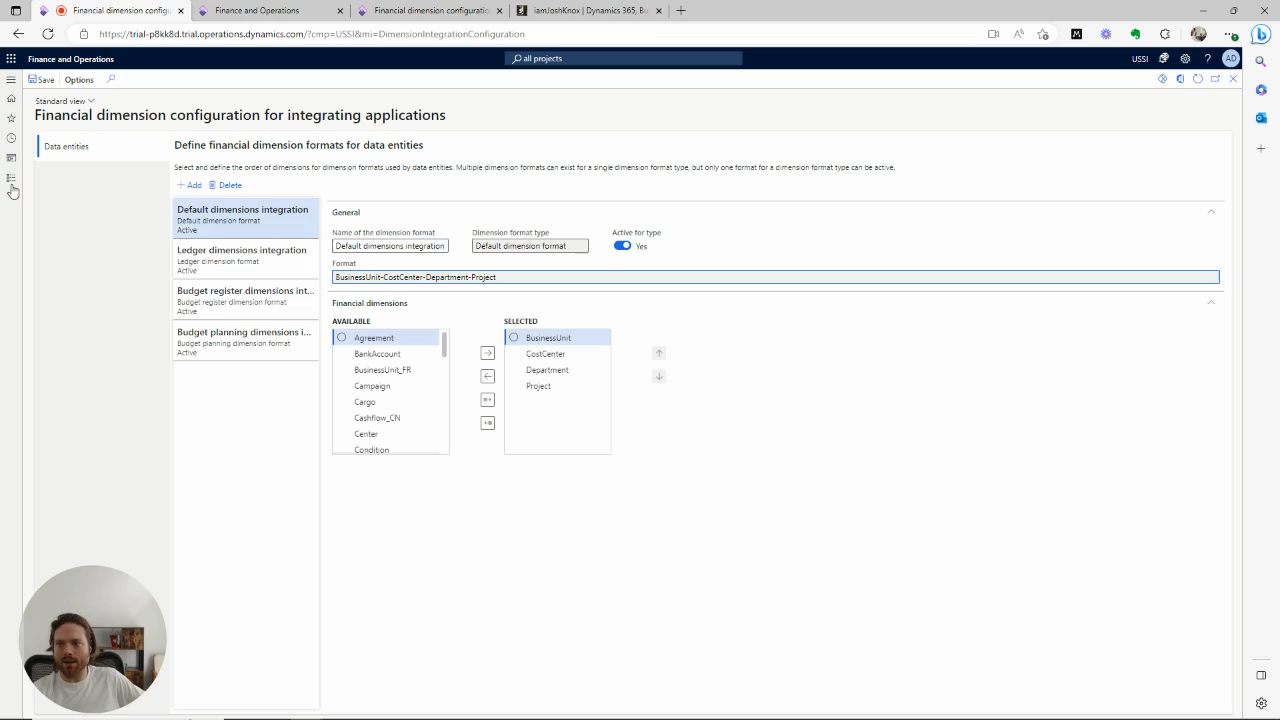 Financial dimension configu
Finance and Operations
Financial dimension configuration
iamJoshKnox | Dynamics 365, Bu
https://trial-p8kk8d.trial.operations.dynamics.com/?cmp=USSI&mi=DimensionIntegrationConfiguration
Finance and Operations
all projects
USSI
AD
Save
Options
Standard view
Financial dimension configuration for integrating applications
Data entities
Define financial dimension formats for data entities
Select and define the order of dimensions for dimension formats used by data entities. Multiple dimension formats can exist for a single dimension format type, but only one format for a dimension format type can be active.
Add
Delete
Default dimensions integration
Default dimension format
Active
Ledger dimensions integration
Ledger dimension format
Active
Budget register dimensions int...
Budget register dimension format
Active
Budget planning dimensions i...
Budget planning dimension format
Active
General
Name of the dimension format
Dimension format type
Active for type
Default dimensions integration
Default dimension format
Yes
Format
BusinessUnit-CostCenter-Department-Project
Financial dimensions
AVAILABLE
Agreement
BankAccount
BusinessUnit_FR
Campaign
Cargo
Cashflow_CN
Center
Condition
SELECTED
BusinessUnit
CostCenter
Department
Project